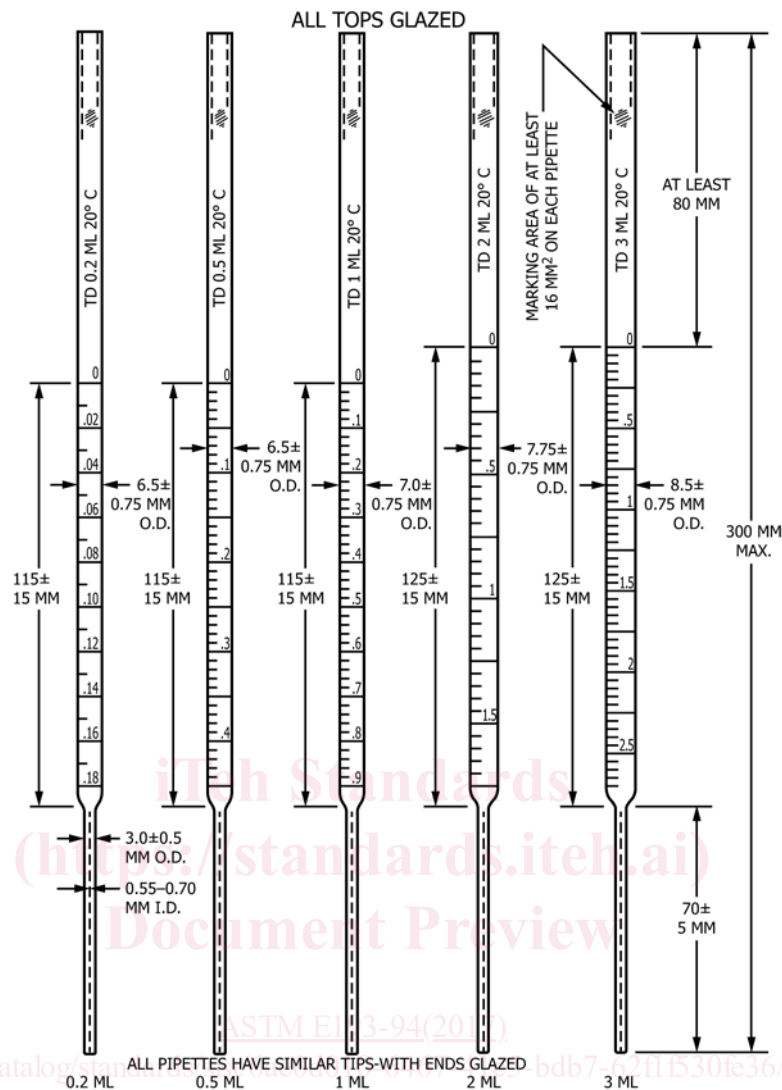 ALL TOPS GLAZED
TD 0.2 ML 20° C
TD 0.5 ML 20° C
TD 1 ML 20° C
TD 2 ML 20° C
TD 3 ML 20° C
MARKING AREA OF AT LEAST
16 MM² ON EACH PIPETTE
AT LEAST
80 MM
300 MM
MAX.
0
.02
.04
.06
.08
.10
.12
.14
.16
.18
115±
15 MM
6.5±
0.75 MM
O.D.
3.0±0.5
MM O.D.
0.55–0.70
MM I.D.
0
.1
.2
.3
.4
115±
15 MM
6.5±
0.75 MM
O.D.
0
.1
.2
.3
.4
.5
.6
.7
.8
.9
115±
15 MM
7.0±
0.75 MM
O.D.
0
.5
1
1.5
125±
15 MM
7.75±
0.75 MM
O.D.
0
.5
1
1.5
2
2.5
125±
15 MM
8.5±
0.75 MM
O.D.
70±
5 MM
iTeh Standards
(https://standards.iteh.ai)
Document Preview
ALL PIPETTES HAVE SIMILAR TIPS-WITH ENDS GLAZED
0.2 ML
0.5 ML
1 ML
2 ML
3 ML